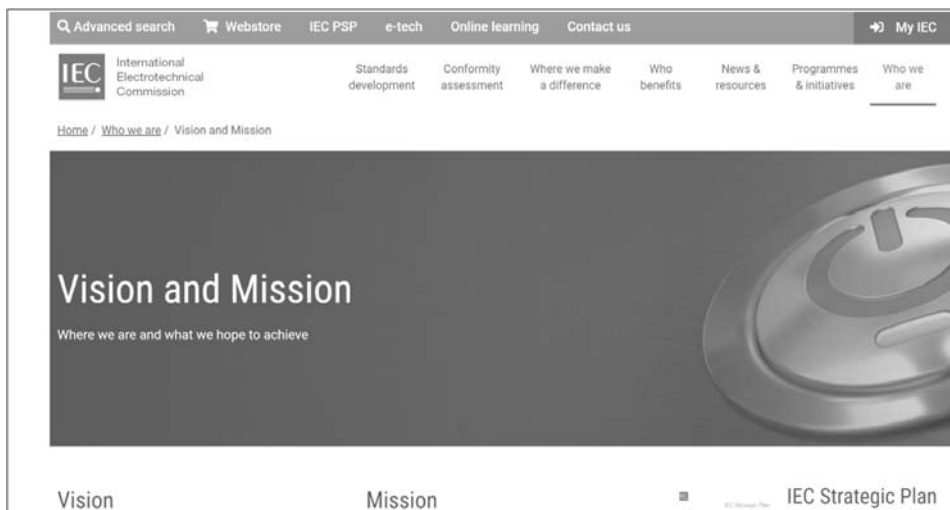 Advanced search Webstore IEC PSP e-tech Online learning Contact us My IEC
IEC
International
Electrotechnical
Commission
Standards
development
Conformity
assessment
Where we make
a difference
Who
benefits
News &
resources
Programmes
& initiatives
Who we
are
Home / Who we are / Vision and Mission
Vision and Mission
Where we are and what we hope to achieve
Vision
Mission
IEC Strategic Plan
IEC Strategic Plan